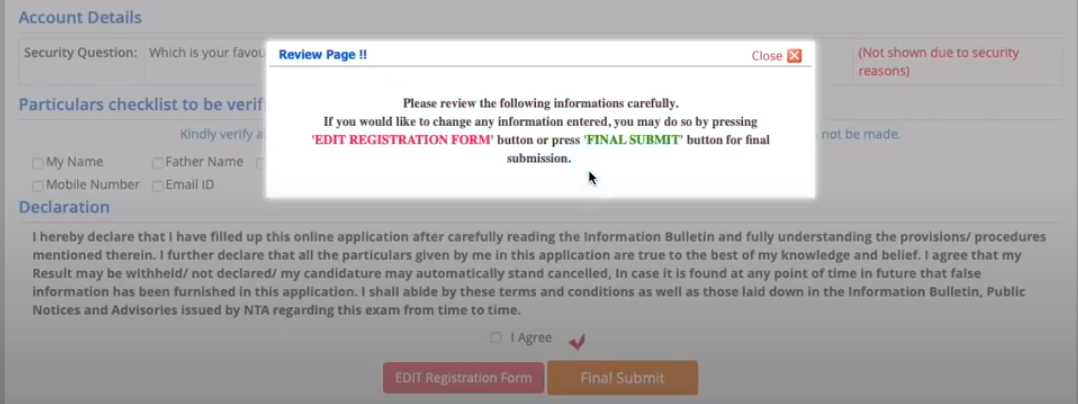 Account Details
Security Question: Which is your favou
(Not shown due to security
reasons)
Review Page !!
Close
Please review the following informations carefully.
If you would like to change any information entered, you may do so by pressing
'EDIT REGISTRATION FORM' button or press 'FINAL SUBMIT' button for final
submission.
Particulars checklist to be verif
Kindly verify a
not be made.
My Name Father Name
Mobile Number Email ID
Declaration
I hereby declare that I have filled up this online application after carefully reading the Information Bulletin and fully understanding the provisions/ procedures
mentioned therein. I further declare that all the particulars given by me in this application are true to the best of my knowledge and belief. I agree that my
Result may be withheld/ not declared/ my candidature may automatically stand cancelled, In case it is found at any point of time in future that false
information has been furnished in this application. I shall abide by these terms and conditions as well as those laid down in the Information Bulletin, Public
Notices and Advisories issued by NTA regarding this exam from time to time.
I Agree
EDIT Registration Form Final Submit